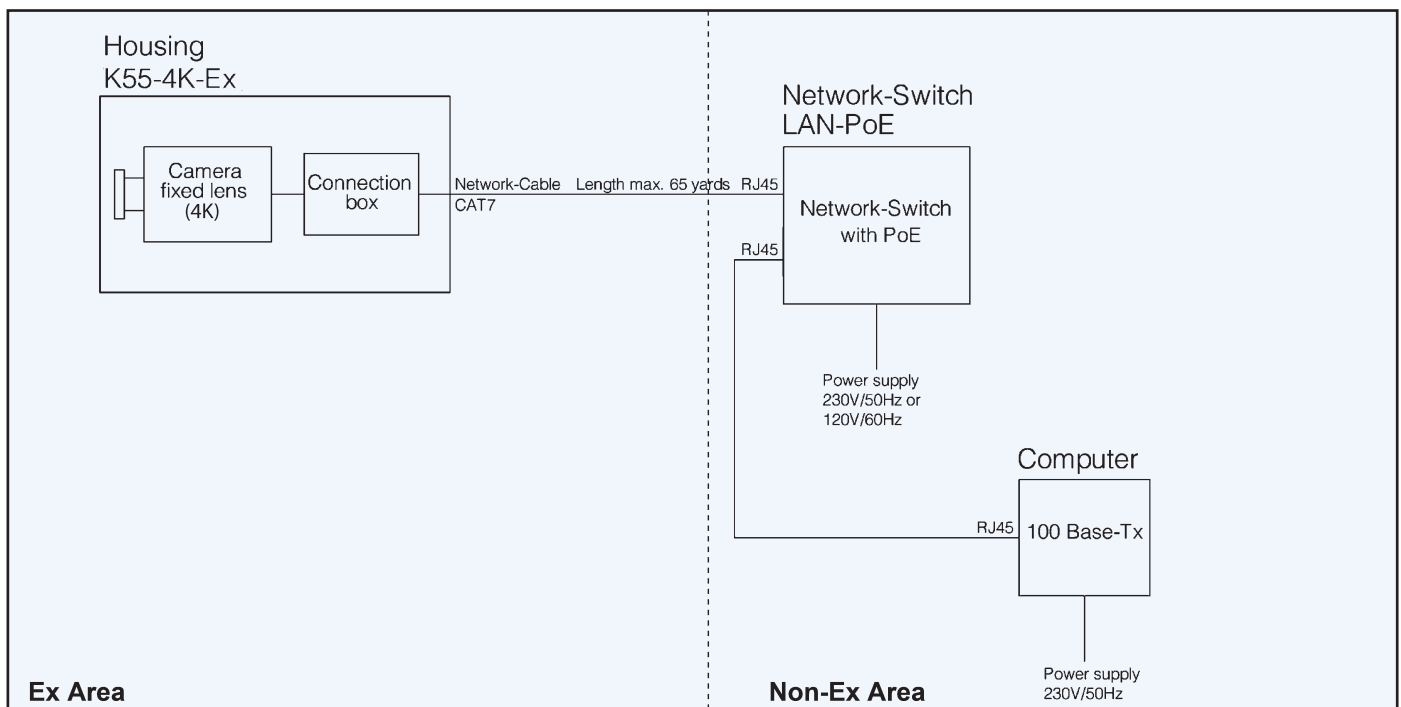 Housing
K55-4K-Ex
Camera
fixed lens
(4K)
Connection
box
Network-Cable Length max. 65 yards RJ45
CAT7
Network-Switch
LAN-PoE
Network-Switch
with PoE
RJ45
Power supply
230V/50Hz or
120V/60Hz
Computer
RJ45 100 Base-Tx
Power supply
230V/50Hz
Ex Area
Non-Ex Area